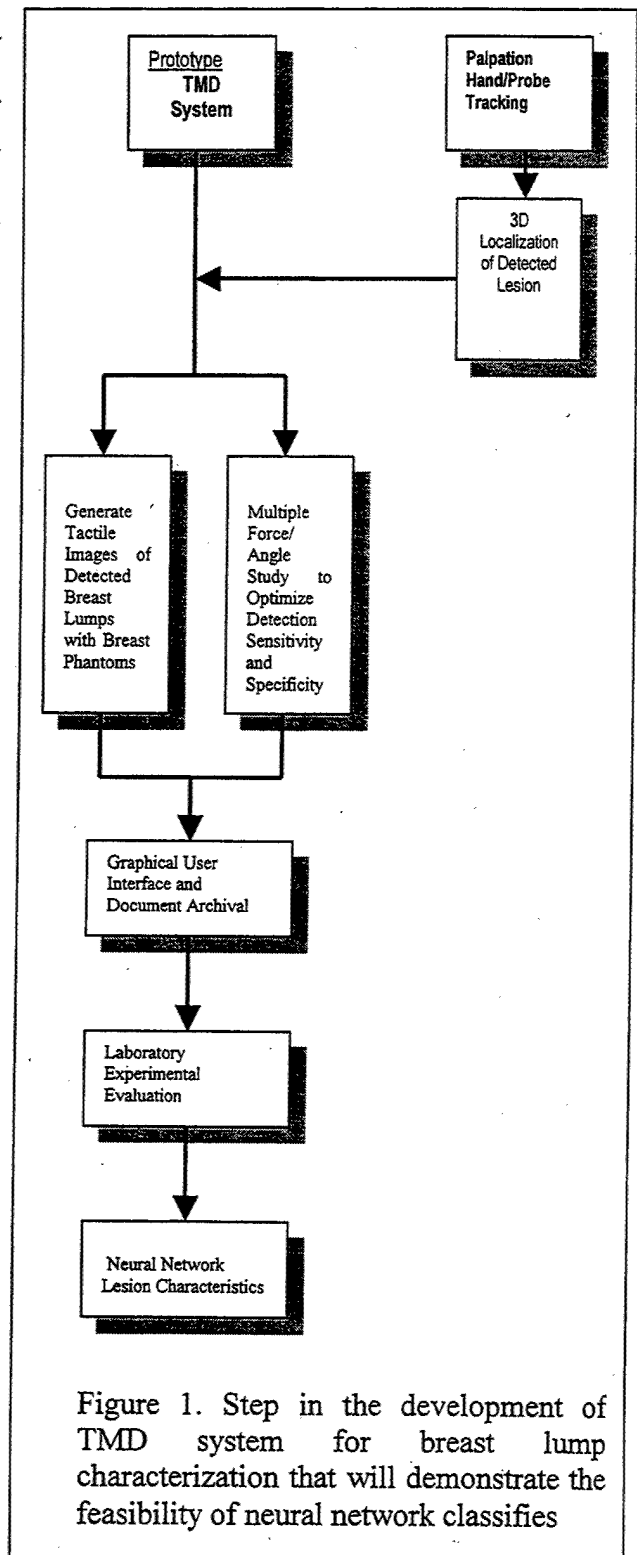 Prototype
TMD
System
Palpation
Hand/Probe
Tracking
3D
Localization
of Detected
Lesion
Generate
Tactile
Images of
Detected
Breast
Lumps
with Breast
Phantoms
Multiple
Force/
Angle
Study to
Optimize
Detection
Sensitivity
and
Specificity
Graphical User
Interface and
Document Archival
Laboratory
Experimental
Evaluation
Neural Network
Lesion Characteristics
Figure 1. Step in the development of
TMD system for breast lump
characterization that will demonstrate the
feasibility of neural network classifies